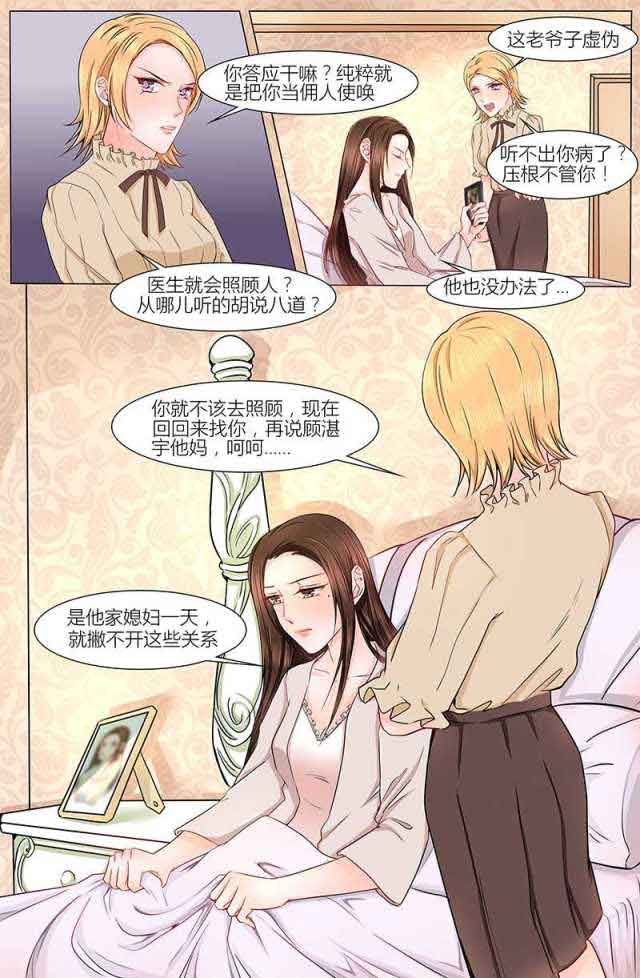 你答应干嘛？纯粹就
是把你当佣人使唤
这老爷子虚伪
听不出你病了？
压根不管你！
他也没办法了...
医生就会照顾人？
从哪儿听的胡说八道？
你就不该去照顾，现在
回回来找你，再说顾湛
宇他妈，呵呵......
是他家媳妇一天，
就撇不开这些关系